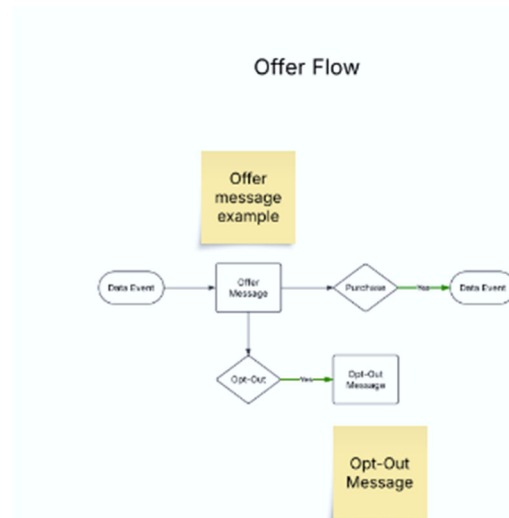 Offer Flow
Offer
message
example
Data Event
Offer
Message
Purchase
Yes
Data Event
Opt-Out
Yes
Opt-Out
Message
Opt-Out
Message